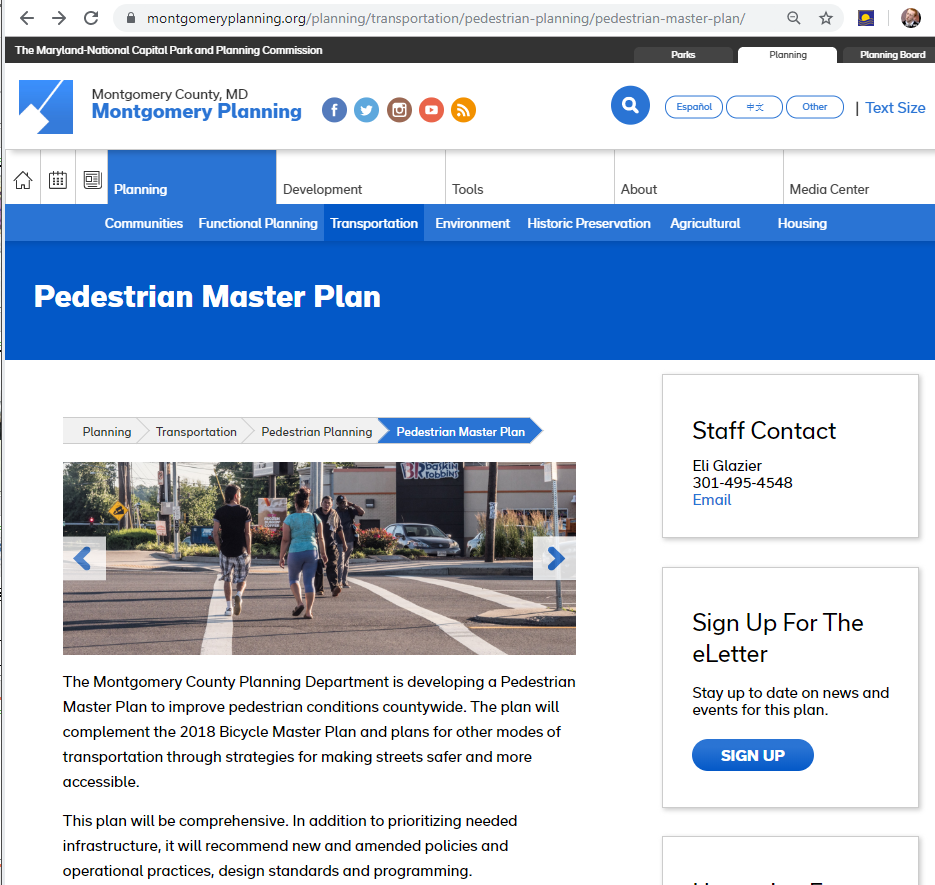 montgomeryplanning.org/planning/transportation/pedestrian-planning/pedestrian-master-plan/
The Maryland-National Capital Park and Planning Commission
Parks
Planning
Planning Board
Montgomery County, MD
Montgomery Planning
Español
中文
Other
| Text Size
Planning
Development
Tools
About
Media Center
Communities
Functional Planning
Transportation
Environment
Historic Preservation
Agricultural
Housing
Pedestrian Master Plan
Planning
Transportation
Pedestrian Planning
Pedestrian Master Plan
BR baskin robbins
The Montgomery County Planning Department is developing a Pedestrian
Master Plan to improve pedestrian conditions countywide. The plan will
complement the 2018 Bicycle Master Plan and plans for other modes of
transportation through strategies for making streets safer and more
accessible.
This plan will be comprehensive. In addition to prioritizing needed
infrastructure, it will recommend new and amended policies and
operational practices, design standards and programming.
Staff Contact
Eli Glazier
301-495-4548
Email
Sign Up For The
eLetter
Stay up to date on news and
events for this plan.
SIGN UP